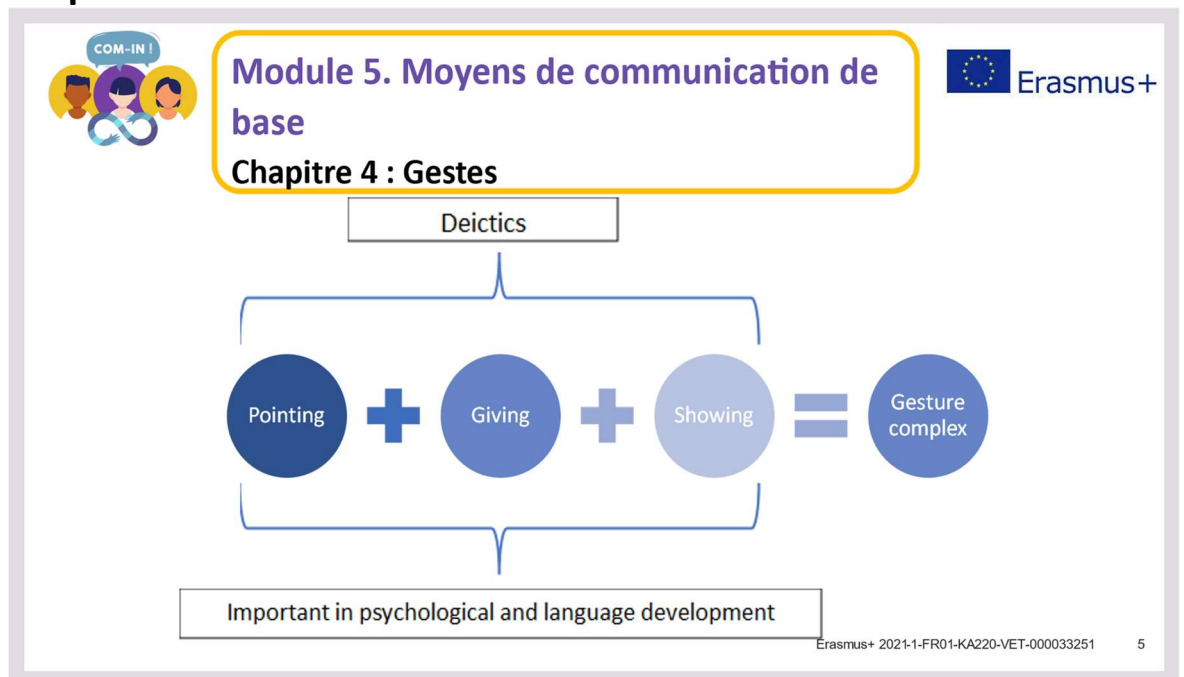 COM-IN !
Module 5. Moyens de communication de
base
Chapitre 4 : Gestes
Erasmus+
Deictics
Pointing
Giving
Showing
Gesture
complex
Important in psychological and language development
Erasmus+ 2021-1-FR01-KA220-VET-000033251
5